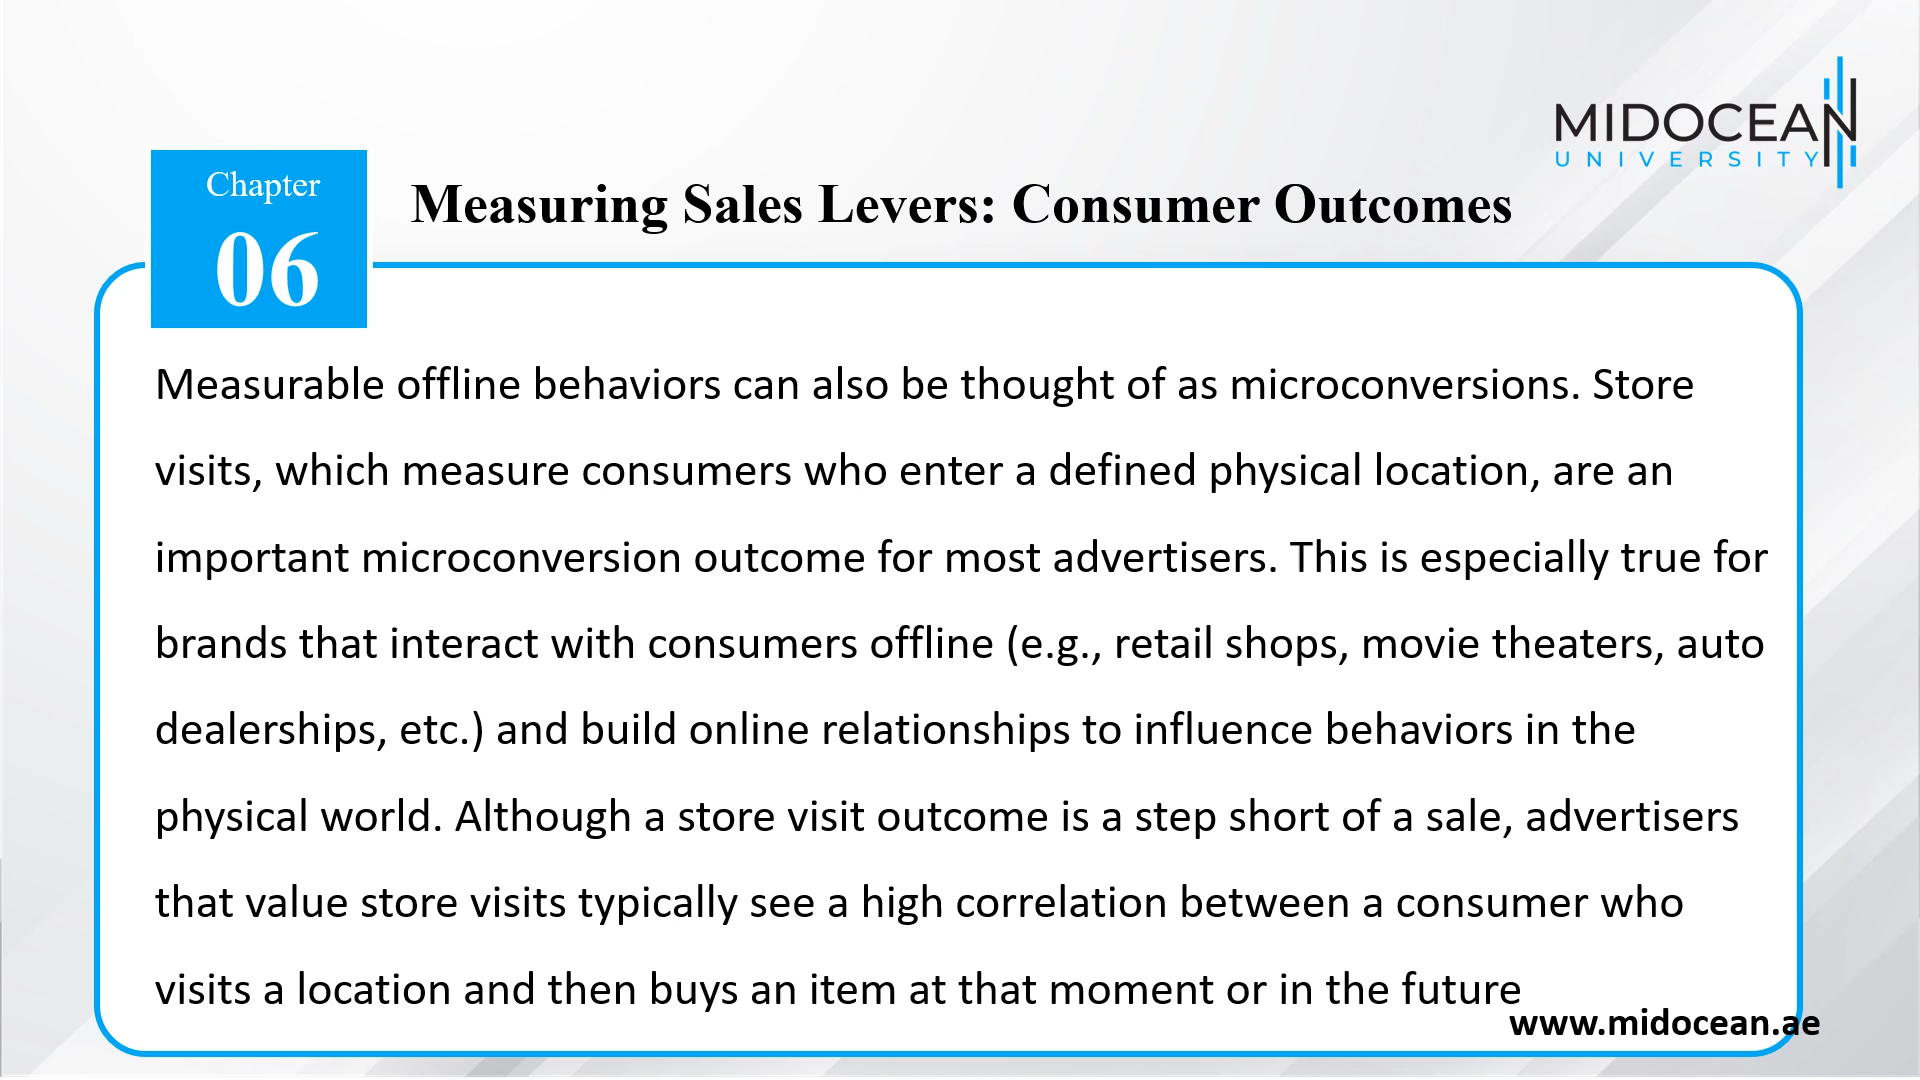 MIDOCEAN
UNIVERSITY
Chapter
06
Measuring Sales Levers: Consumer Outcomes
Measurable offline behaviors can also be thought of as microconversions. Store
visits, which measure consumers who enter a defined physical location, are an
important microconversion outcome for most advertisers. This is especially true for
brands that interact with consumers offline (e.g., retail shops, movie theaters, auto
dealerships, etc.) and build online relationships to influence behaviors in the
physical world. Although a store visit outcome is a step short of a sale, advertisers
that value store visits typically see a high correlation between a consumer who
visits a location and then buys an item at that moment or in the future
www.midocean.ae